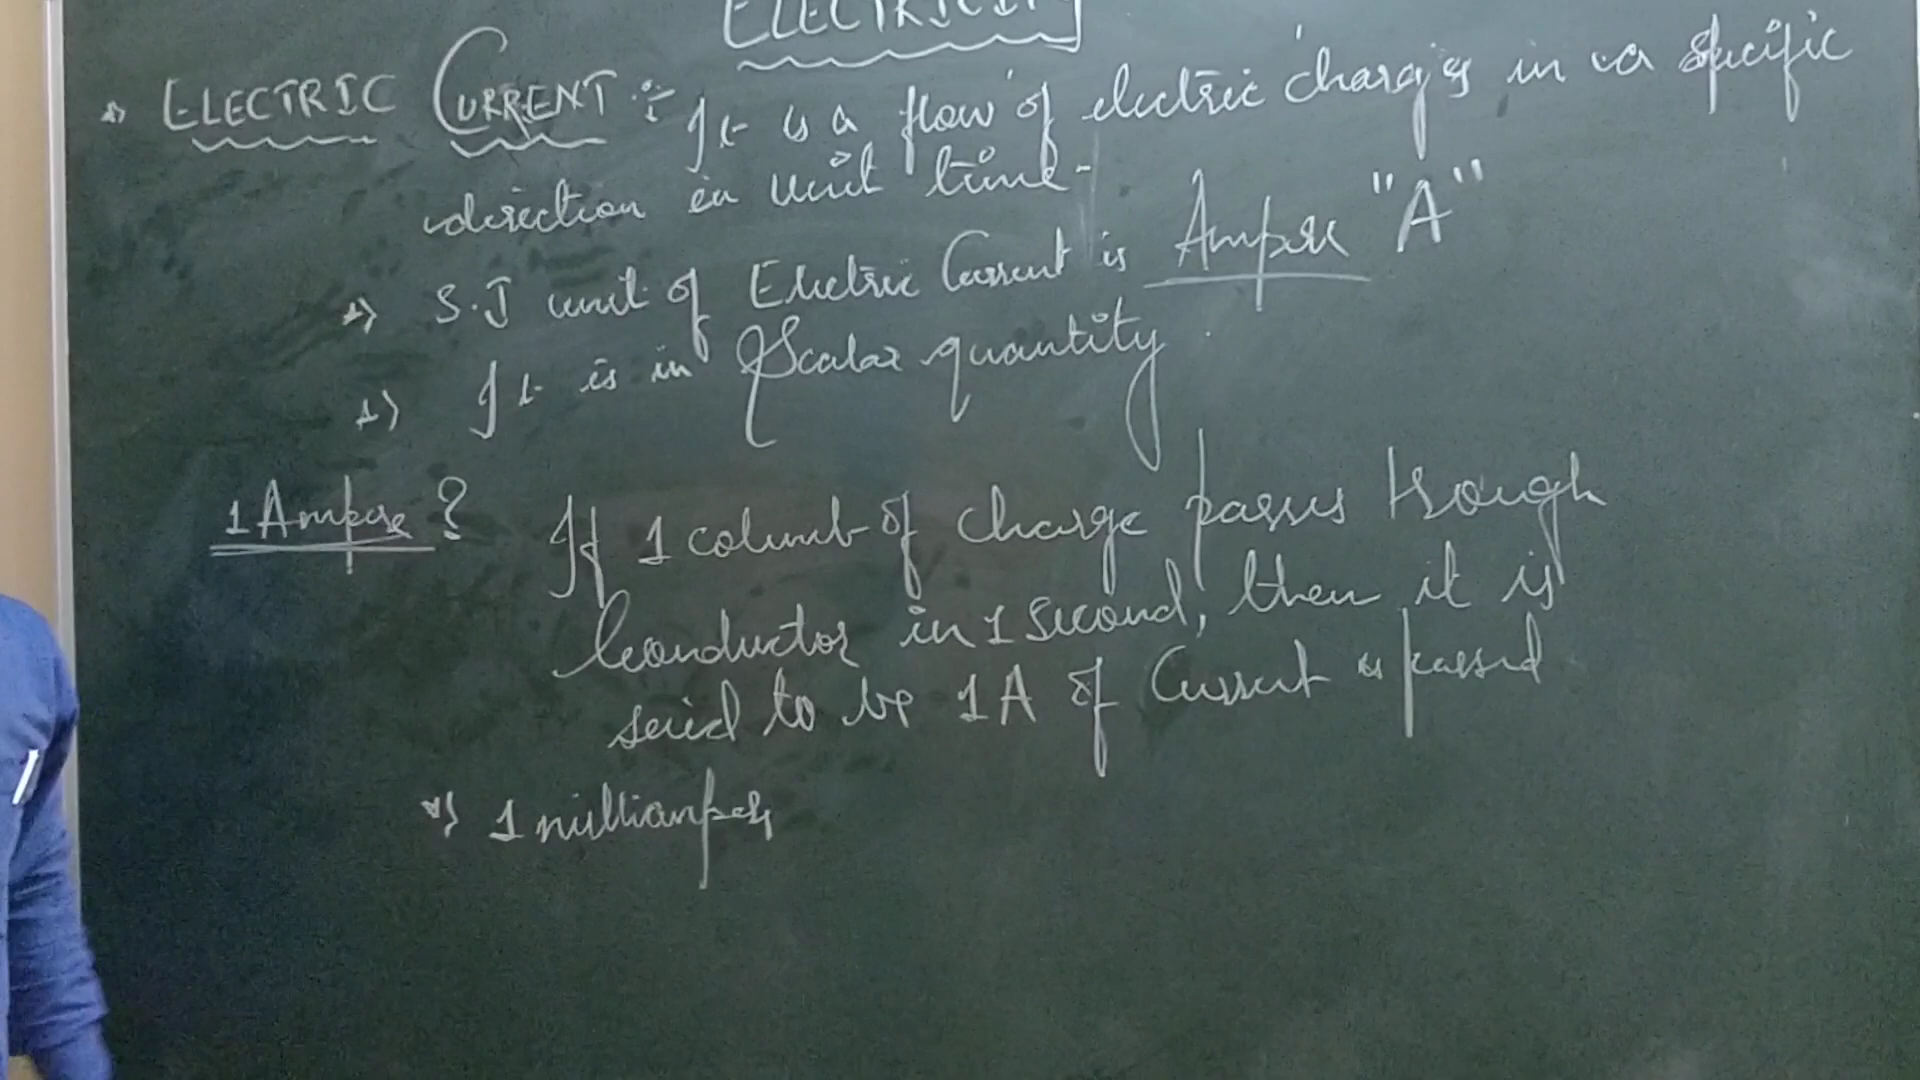 ELECTRICITY
ELECTRIC CURRENT :- It is a flow of electric charges in a specific
direction in unit time.
S.I unit of Electric Current is Ampere "A"
It is in Scalar quantity.
1 Ampere ? If 1 columb of charge passes trough
Conductor in 1 second, then it is
said to be 1A of Current is passed
1 milliamper